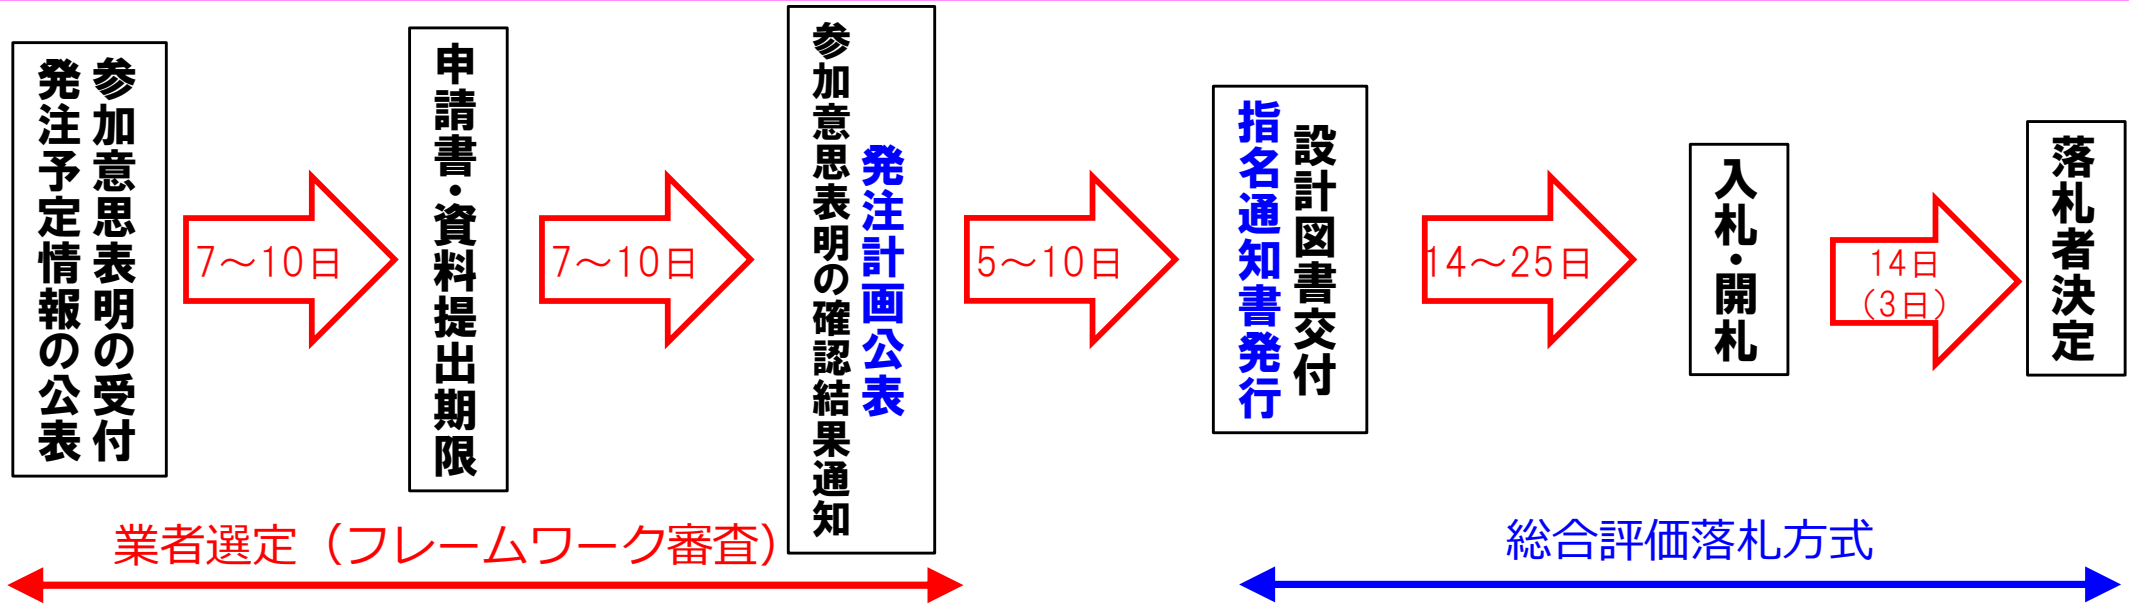 参加意思表明の受付
発注予定情報の公表
7～10日
申請書・資料提出期限
7～10日
発注計画公表
参加意思表明の確認結果通知
5～10日
設計図書交付
指名通知書発行
14～25日
入札・開札
14日
(3日)
落札者決定
業者選定（フレームワーク審査）
総合評価落札方式